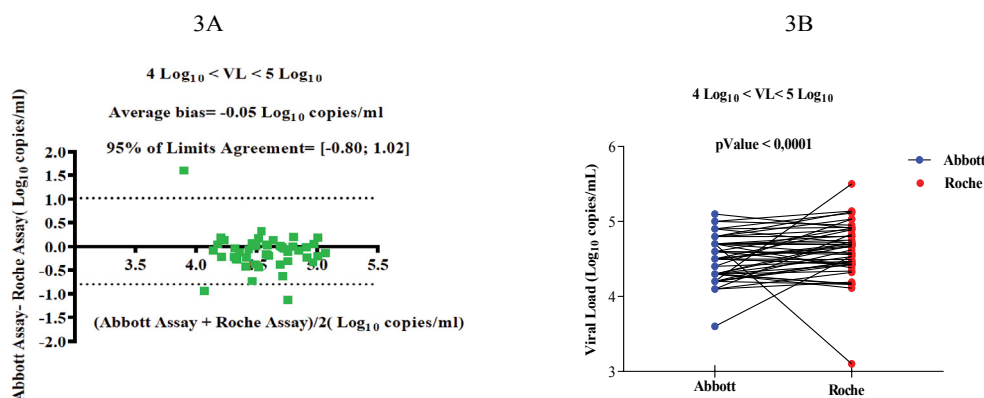 3A
4 Log10 < VL < 5 Log10
Average bias= -0.05 Log10 copies/ml
95% of Limits Agreement= [-0.80; 1.02]
Abbott Assay- Roche Assay( Log10 copies/ml)
2.0
1.5
1.0
0.5
0.0
-0.5
-1.0
-1.5
-2.0
3.5
4.0
5.0
5.5
(Abbott Assay + Roche Assay)/2( Log10 copies/ml)
3B
4 Log10 < VL< 5 Log10
pValue < 0,0001
Abbott
Roche
Viral Load (Log10 copies/mL)
6
5
4
3
Abbott
Roche